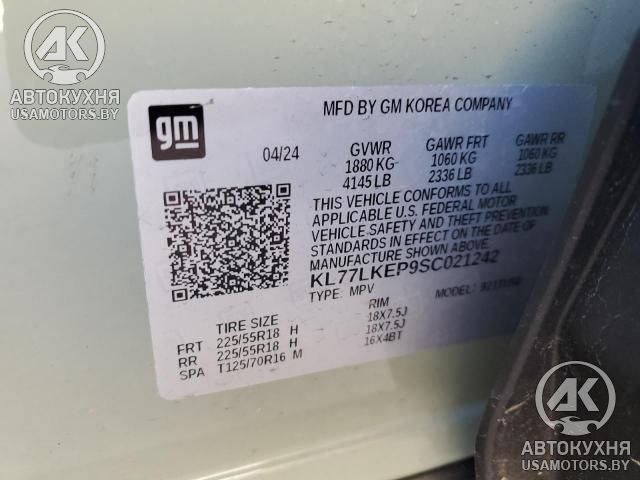 AK
АВТОКУХНЯ
USAMOTORS.BY
gm
MFD BY GM KOREA COMPANY
04/24
GVWR
1880 KG
4145 LB
GAWR FRT
1060 KG
2336 LB
GAWR RR
1060 KG
2336 LB
THIS VEHICLE CONFORMS TO ALL
APPLICABLE U.S. FEDERAL MOTOR
VEHICLE SAFETY AND THEFT PREVENTION
STANDARDS IN EFFECT ON THE DATE OF
MANUFACTURE SHOWN ABOVE.
KL77LKEP9SC021242
TYPE: MPV
MODEL:
TIRE SIZE
RIM
FRT 225/55R18 H 18X7.5J
RR 225/55R18 H 18X7.5J
SPA T125/70R16 M 16X4BT
AK
АВТОКУХНЯ
USAMOTORS.BY